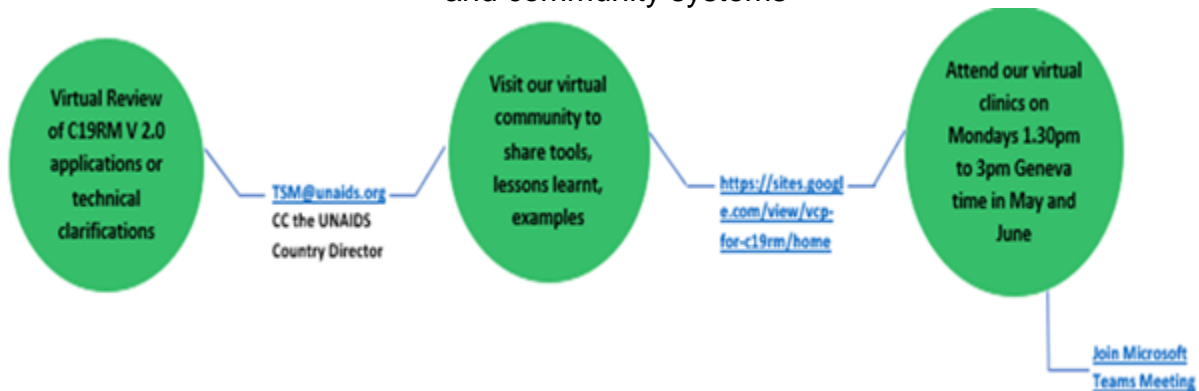 and community systems
Virtual Review
of C19RM V 2.0
applications or
technical
clarifications
TSM@unaids.org
CC the UNAIDS
Country Director
Visit our virtual
community to
share tools,
lessons learnt,
examples
https://sites.googl
e.com/view/vcp-
for-c19rm/home
Attend our virtual
clinics on
Mondays 1.30pm
to 3pm Geneva
time in May and
June
Join Microsoft
Teams Meeting